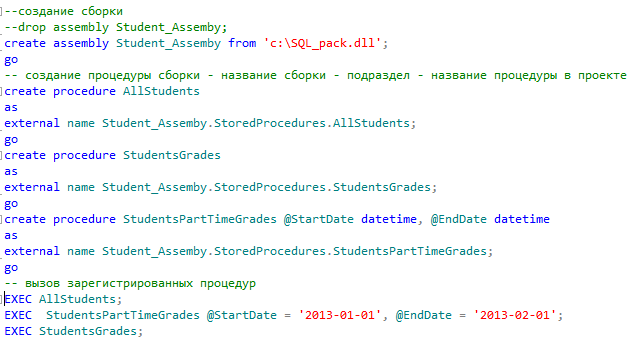 --создание сборки
--drop assembly Student_Assemby;
create assembly Student_Assemby from 'c:\SQL_pack.dll';
go
-- создание процедуры сборки - название сборки - подраздел - название процедуры в проекте
create procedure AllStudents
as
external name Student_Assemby.StoredProcedures.AllStudents;
go
create procedure StudentsGrades
as
external name Student_Assemby.StoredProcedures.StudentsGrades;
go
create procedure StudentsPartTimeGrades @StartDate datetime, @EndDate datetime
as
external name Student_Assemby.StoredProcedures.StudentsPartTimeGrades;
go
-- вызов зарегистрированных процедур
EXEC AllStudents;
EXEC  StudentsPartTimeGrades @StartDate = '2013-01-01', @EndDate = '2013-02-01';
EXEC StudentsGrades;